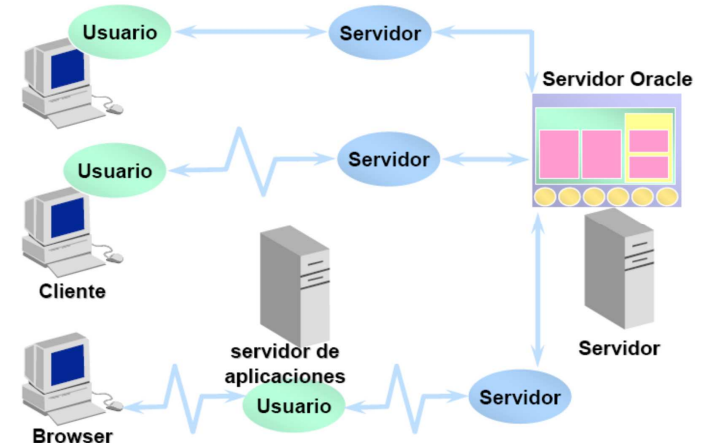 Usuario
Servidor
Servidor Oracle
Usuario
Servidor
Cliente
servidor de
aplicaciones
Servidor
Usuario
Servidor
Browser